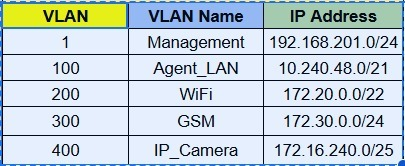 VLAN VLAN Name IP Address
1 Management 192.168.201.0/24
100 Agent_LAN 10.240.48.0/21
200 WiFi 172.20.0.0/22
300 GSM 172.30.0.0/24
400 IP_Camera 172.16.240.0/25